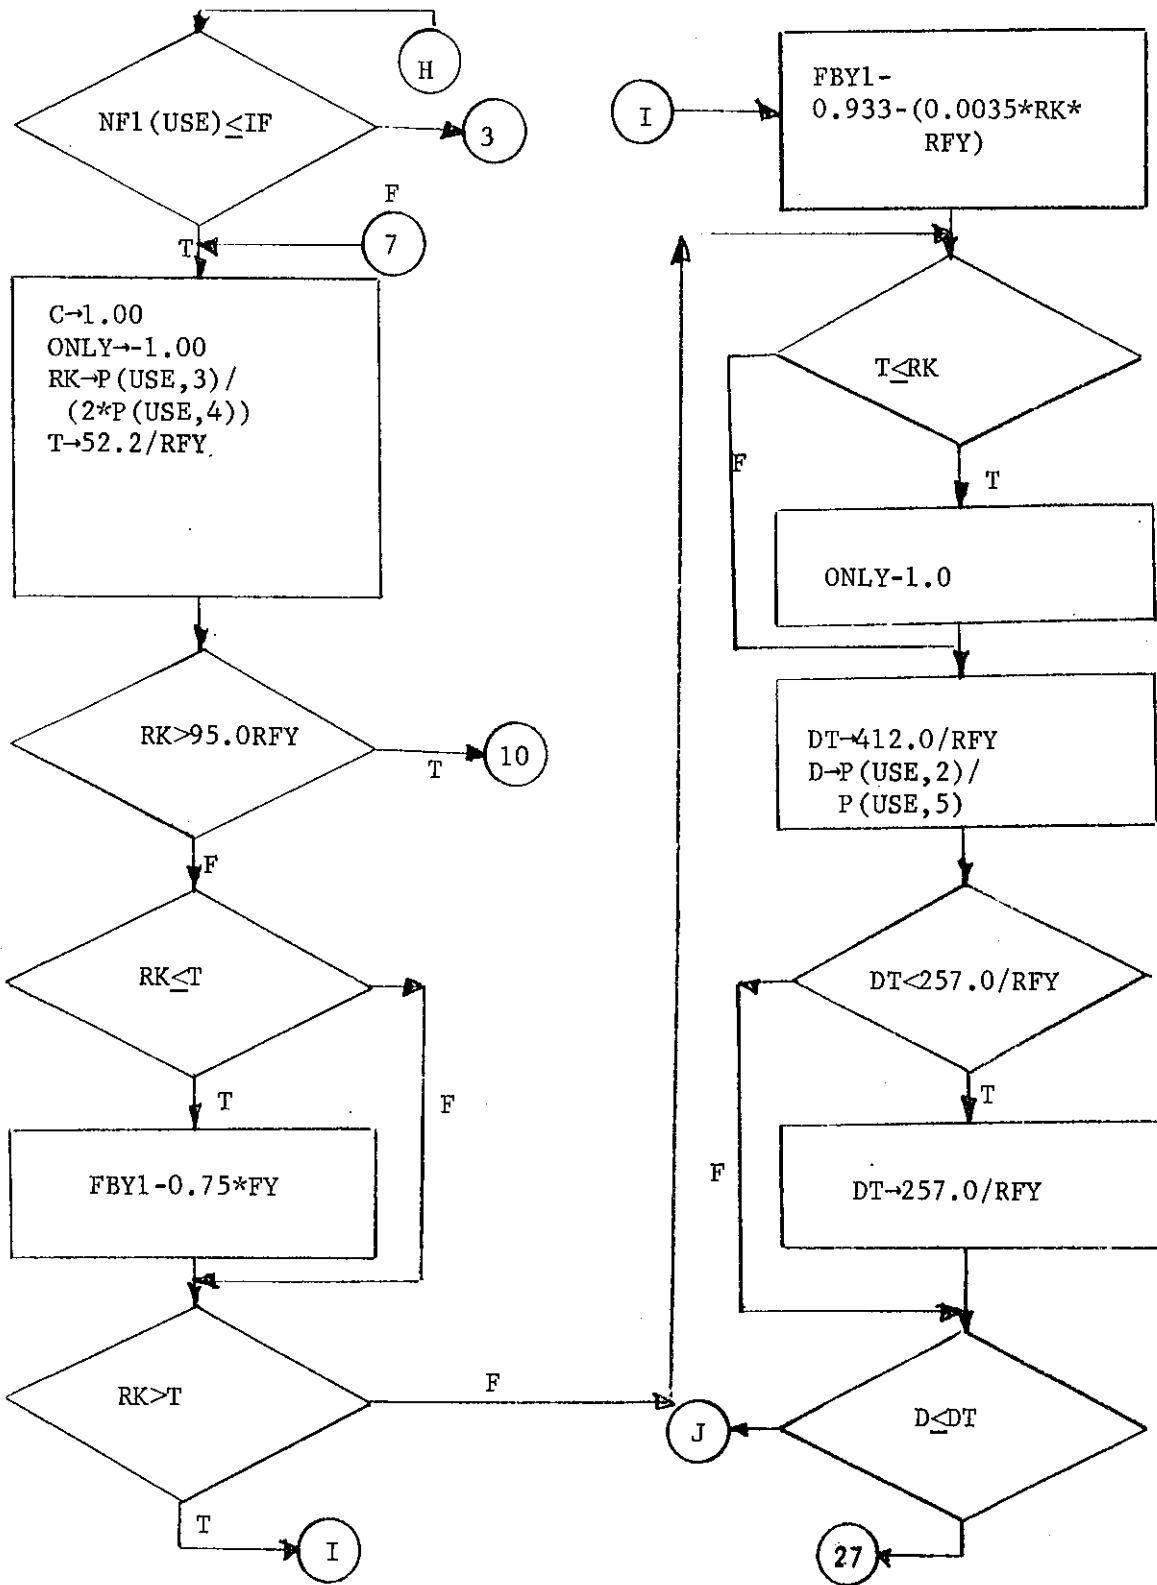 H
NF1(USE)≤IF
3
F
T
7
C→1.00
ONLY→-1.00
RK→P(USE,3)/
(2*P(USE,4))
T→52.2/RFY
RK>95.0RFY
T
10
F
RK≤T
T
F
FBY1-0.75*FY
RK>T
F
T
I
I
FBY1-
0.933-(0.0035*RK*
RFY)
T≤RK
F
T
ONLY-1.0
DT→412.0/RFY
D→P(USE,2)/
P(USE,5)
DT<257.0/RFY
T
F
DT→257.0/RFY
D≤DT
J
27